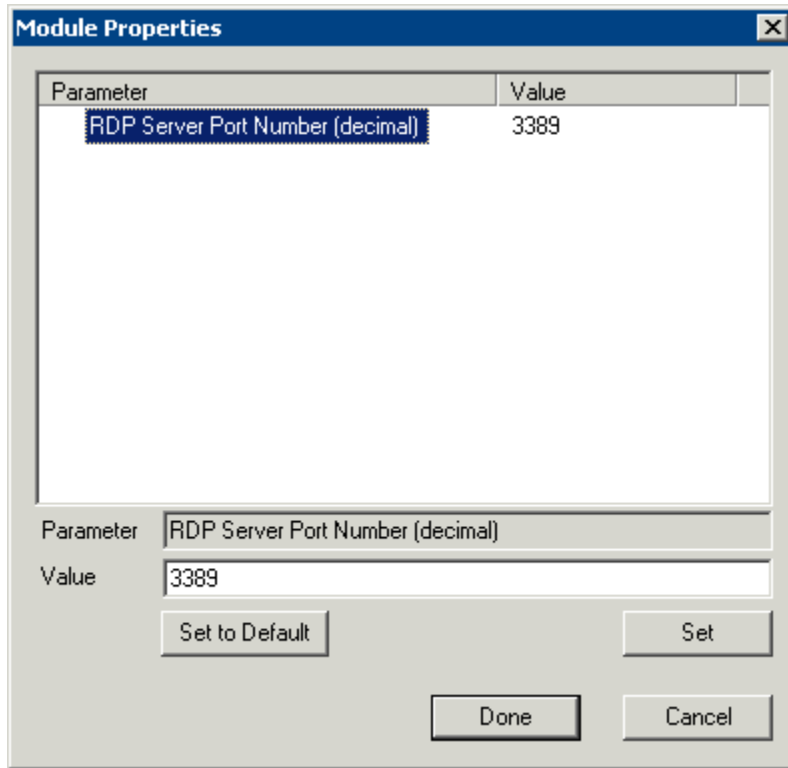 Module Properties
Parameter Value
RDP Server Port Number (decimal) 3389
Parameter RDP Server Port Number (decimal)
Value 3389
Set to Default Set
Done Cancel